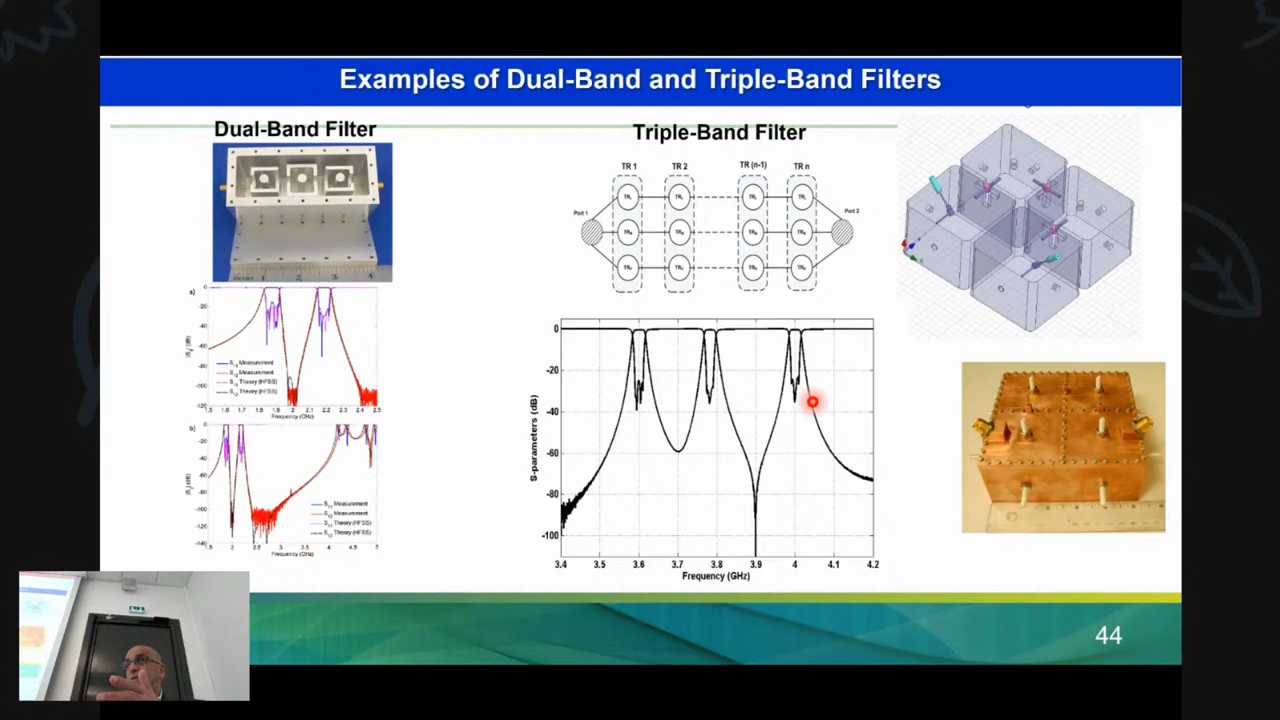 Examples of Dual-Band and Triple-Band Filters
Dual-Band Filter
Triple-Band Filter
TR 1 TR 2 TR (n-1) TR n
Port 1
Port 2
a)
|Sij| (dB)
0
-20
-40
-60
-80
-100
-120
S11 Measurement
S12 Measurement
S11 Theory (HFSS)
S12 Theory (HFSS)
1.5 1.6 1.7 1.8 1.9 2 2.1 2.2 2.3 2.4 2.5
Frequency (GHz)
b)
0
-20
-40
-60
-80
-100
-120
-140
S11 Measurement
S12 Measurement
S11 Theory (HFSS)
S12 Theory (HFSS)
1.5 2 2.5 3 3.5 4 4.5 5
Frequency (GHz)
S-parameters (dB)
0
-20
-40
-60
-80
-100
3.4 3.5 3.6 3.7 3.8 3.9 4 4.1 4.2
Frequency (GHz)
44